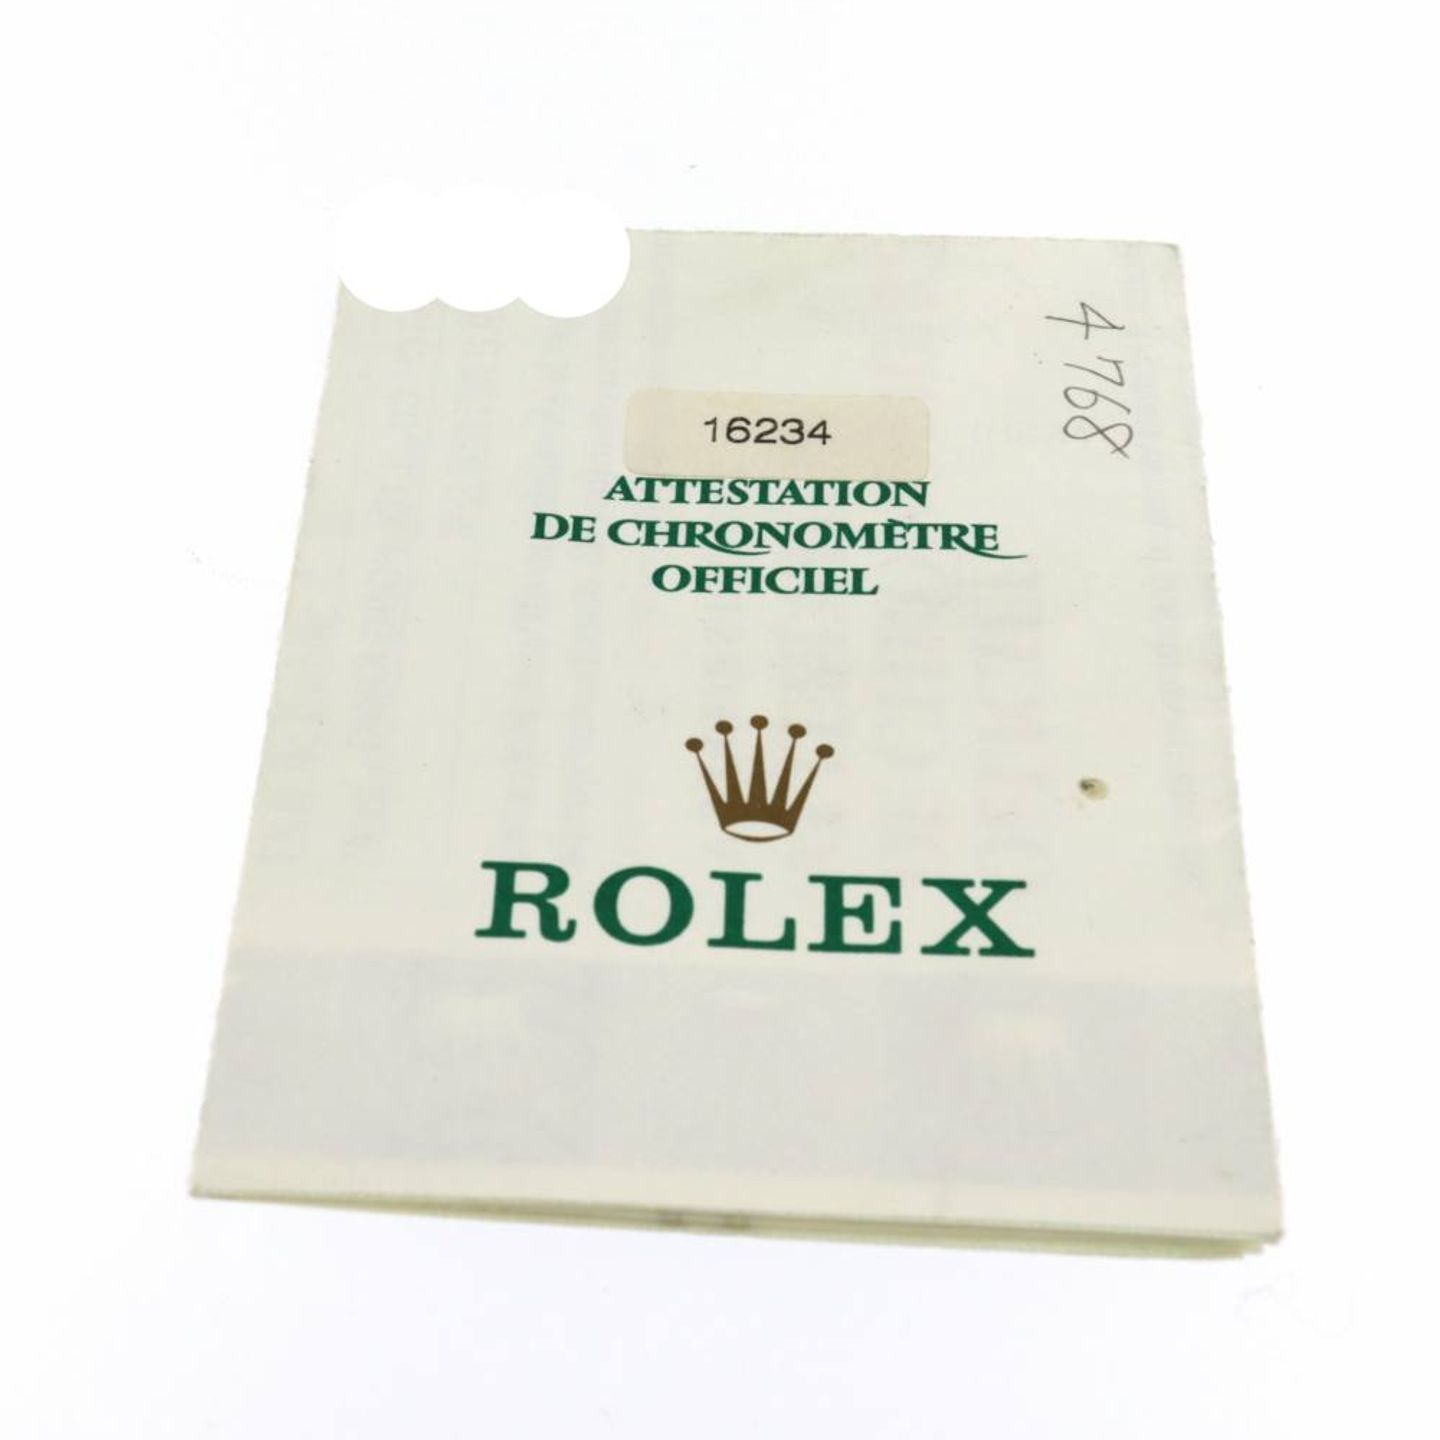 4768
16234
ATTESTATION
DE CHRONOMÈTRE
OFFICIEL
ROLEX